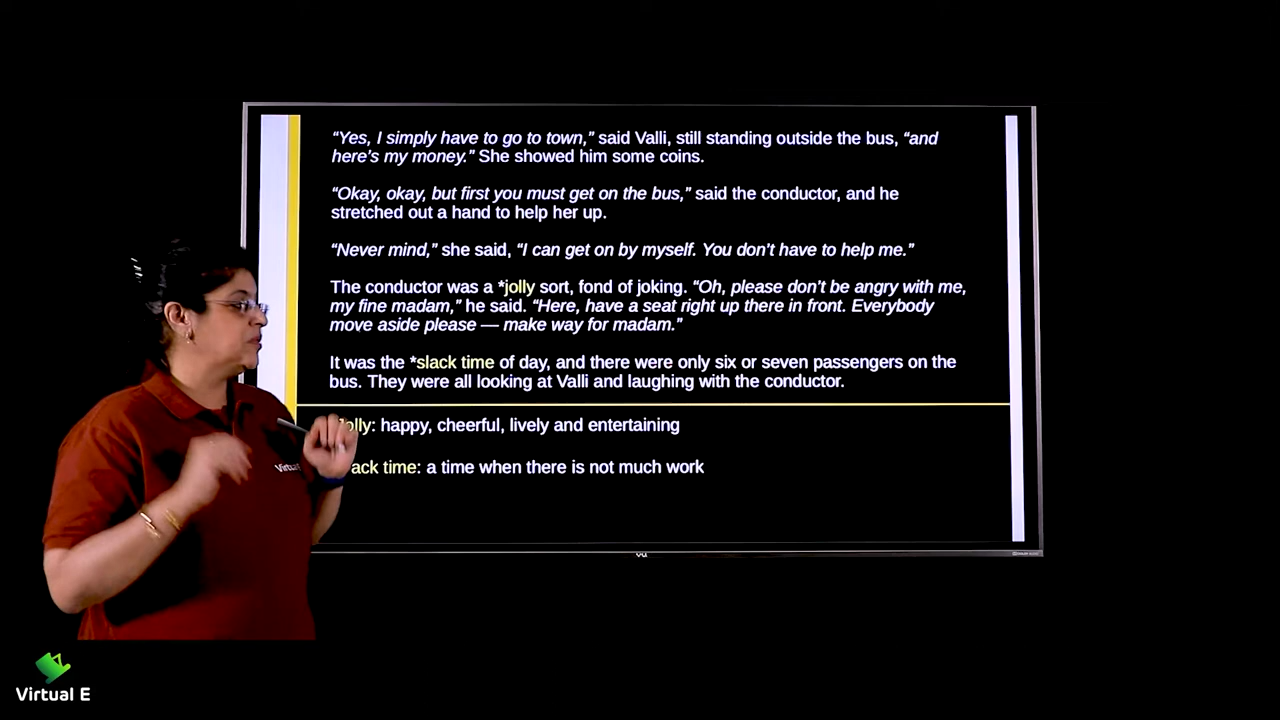 “Yes, I simply have to go to town,” said Valli, still standing outside the bus, “and
here’s my money.” She showed him some coins.
“Okay, okay, but first you must get on the bus,” said the conductor, and he
stretched out a hand to help her up.
“Never mind,” she said, “I can get on by myself. You don’t have to help me.”
The conductor was a *jolly sort, fond of joking. “Oh, please don’t be angry with me,
my fine madam,” he said. “Here, have a seat right up there in front. Everybody
move aside please — make way for madam.”
It was the *slack time of day, and there were only six or seven passengers on the
bus. They were all looking at Valli and laughing with the conductor.
olly: happy, cheerful, lively and entertaining
ack time: a time when there is not much work
Virtual E